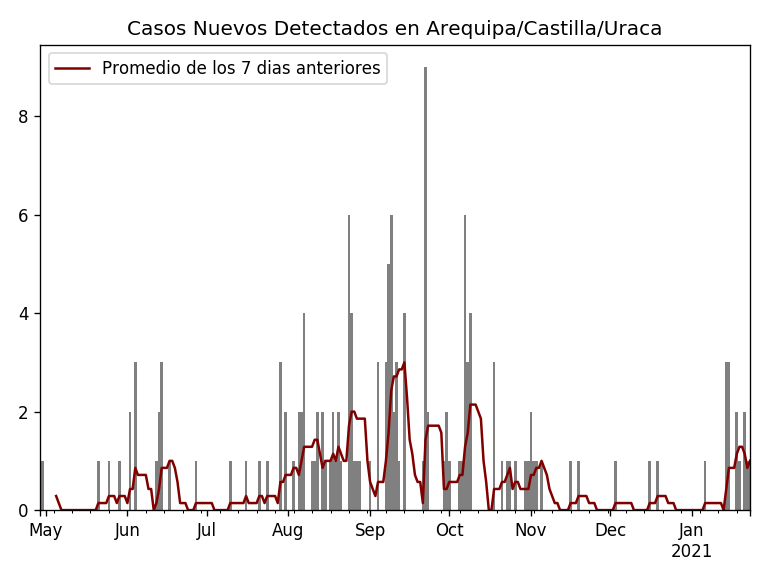 Casos Nuevos Detectados en Arequipa/Castilla/Uraca
Promedio de los 7 dias anteriores
8
6
4
2
0
May Jun Jul Aug Sep Oct Nov Dec Jan
2021